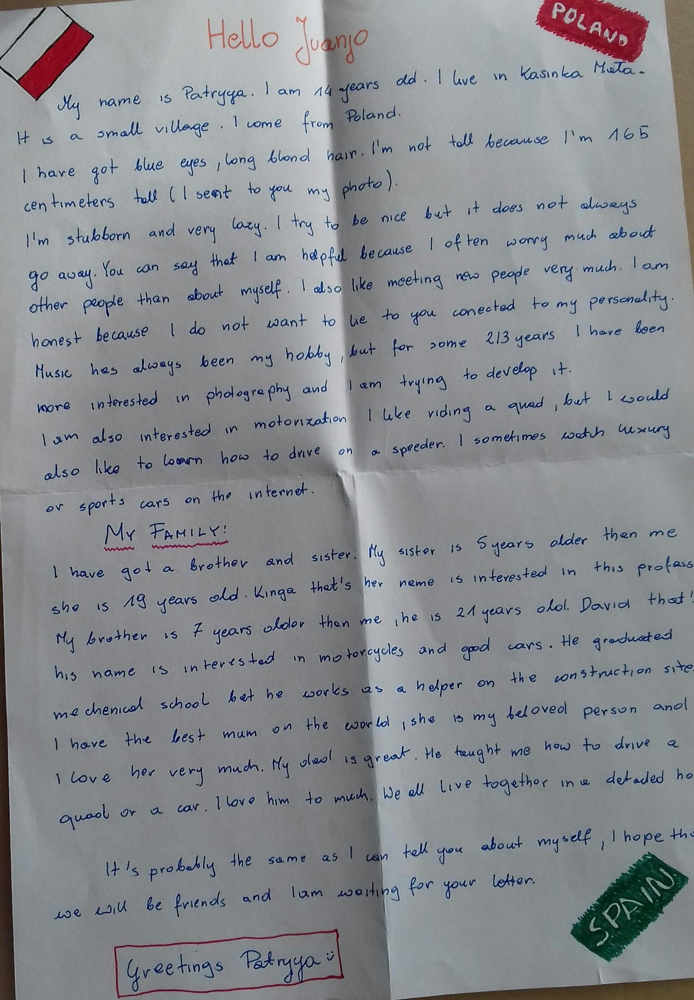 POLAND
Hello Juanjo
My name is Patrycja. I am 14 years old. I live in Kasinka Mała.
It is a small village. I come from Poland.
I have got blue eyes, long blond hair. I'm not tall because I'm 165
centimeters tall (I sent to you my photo).
I'm stubborn and very lazy. I try to be nice but it does not always
go away. You can say that I am helpful because I often worry much about
other people than about myself. I also like meeting new people very much. I am
honest because I do not want to lie to you conected to my personality.
Music has always been my hobby, but for some 2/3 years I have been
more interested in photography and I am trying to develop it.
I am also interested in motorization I like riding a quad, but I would
also like to learn how to drive on a speeder. I sometimes watch luxury
or sports cars on the internet.
MY FAMILY!
I have got a brother and sister. My sister is 5 years older than me
she is 19 years old. Kinga that's her name is interested in this profess
My brother is 7 years older than me, he is 21 years old. David that's
his name is interested in motorcycles and good cars. He graduated
mechenical school but he works as a helper on the construction site.
I have the best mum on the world, she is my beloved person and
I love her very much. My dad is great. He taught me how to drive a
quad or a car. I love him to much. We all live together in a detaded ho
It's probably the same as I can tell you about myself, I hope tha
we will be friends and I am waiting for your letter.
SPAIN
Greetings Patrycja :)